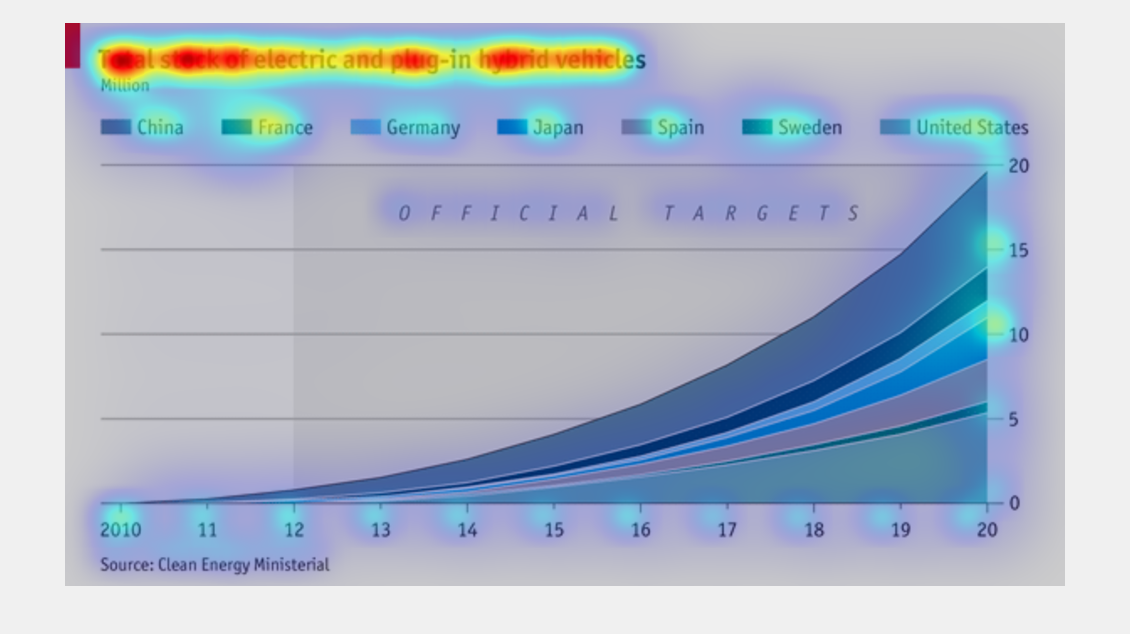 Total stock of electric and plug-in hybrid vehicles
Million
China France Germany Japan Spain Sweden United States
20
OFFICIAL TARGETS
15
10
5
0
2010 11 12 13 14 15 16 17 18 19 20
Source: Clean Energy Ministerial